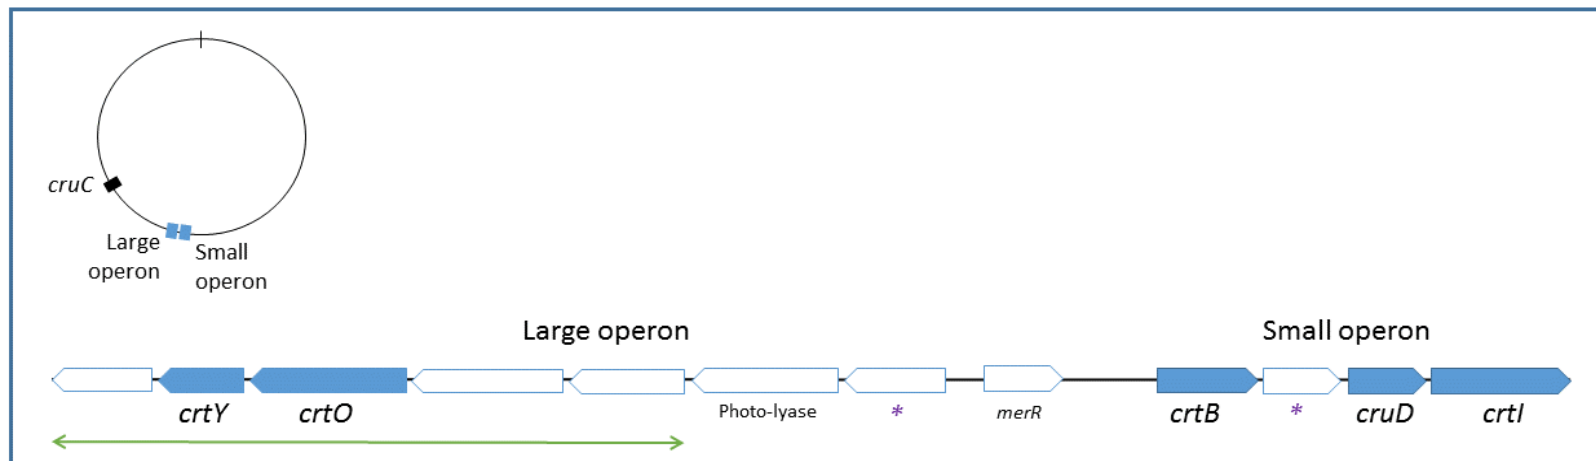 cruC
Large
operon
Small
operon
Large operon
Small operon
crtY
crtO
Photo-lyase
*
merR
crtB
*
cruD
crtI